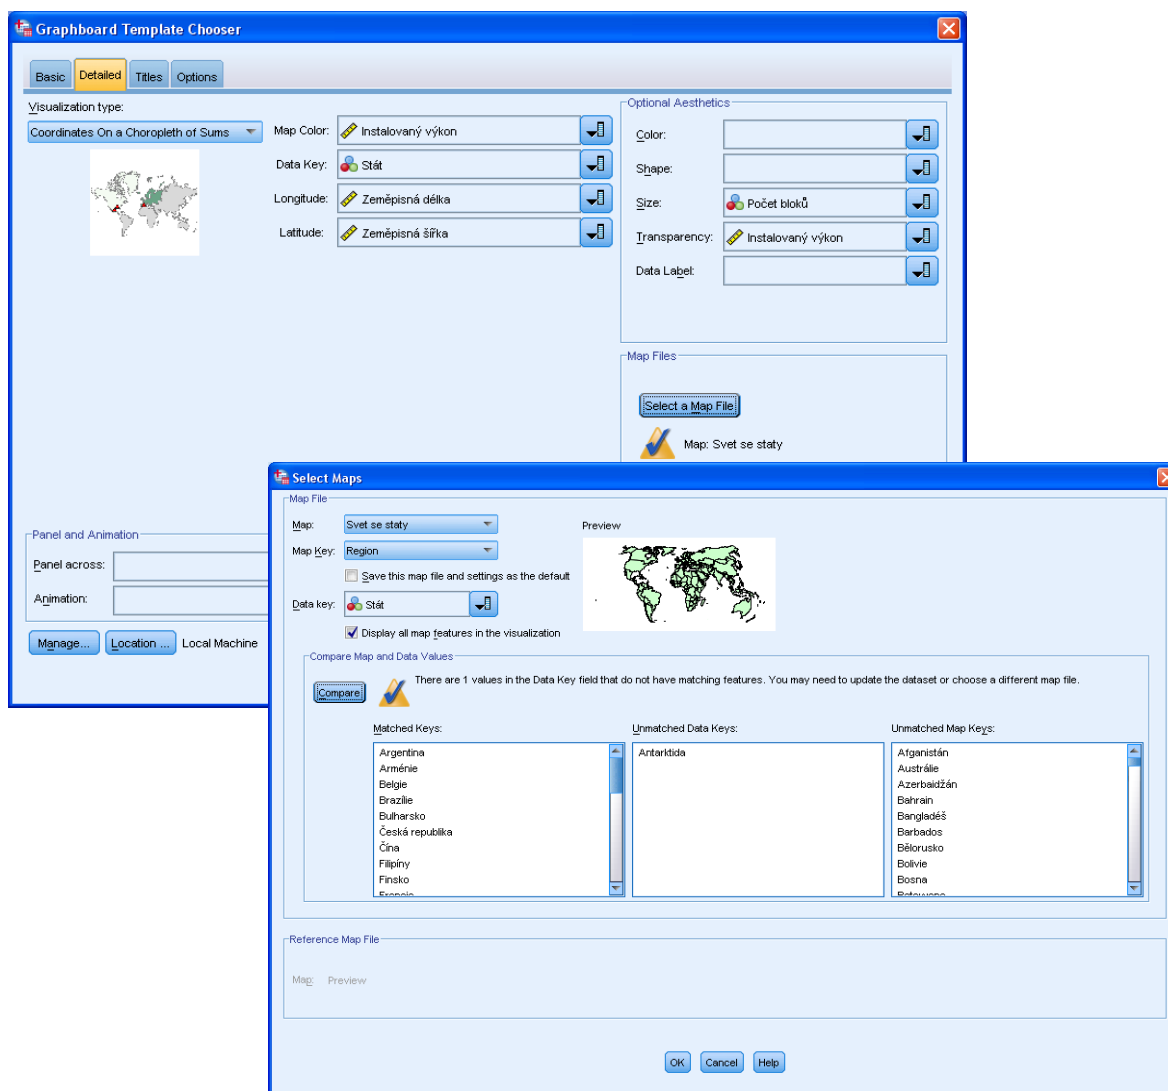 Graphboard Template Chooser
Basic Detailed Titles Options
Visualization type:
Coordinates On a Choropleth of Sums
Map Color: Instalovaný výkon
Data Key: Stát
Longitude: Zeměpisná délka
Latitude: Zeměpisná šířka
Optional Aesthetics
Color:
Shape:
Size: Počet bloků
Transparency: Instalovaný výkon
Data Label:
Map Files
Select a Map File
Map: Svet se staty
Panel and Animation
Panel across:
Animation:
Manage... Location ... Local Machine
Select Maps
Map File
Map: Svet se staty
Preview
Map Key: Region
Save this map file and settings as the default
Data key: Stát
Display all map features in the visualization
Compare Map and Data Values
Compare
There are 1 values in the Data Key field that do not have matching features. You may need to update the dataset or choose a different map file.
Matched Keys:
Argentina
Arménie
Belgie
Brazílie
Bulharsko
Česká republika
Čína
Filipíny
Finsko
Unmatched Data Keys:
Antarktida
Unmatched Map Keys:
Afganistán
Austrálie
Azerbaidžán
Bahrain
Bangladéš
Barbados
Bělorusko
Bolivie
Bosna
Reference Map File
Map: Preview
OK Cancel Help